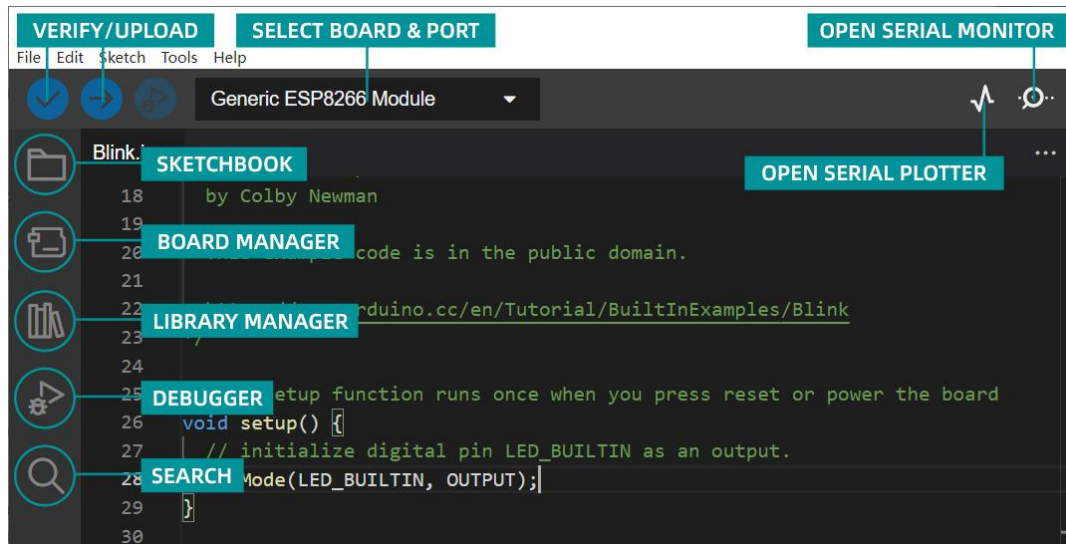 VERIFY/UPLOAD SELECT BOARD & PORT OPEN SERIAL MONITOR
File Edit Sketch Tools Help
Generic ESP8266 Module
Blink.
SKETCHBOOK
OPEN SERIAL PLOTTER
18 by Colby Newman
19
BOARD MANAGER
20 example code is in the public domain.
21
22 rduino.cc/en/Tutorial/BuiltInExamples/Blink
LIBRARY MANAGER
23 */
24
25 etup function runs once when you press reset or power the board
DEBUGGER
26 void setup() {
27 // initialize digital pin LED_BUILTIN as an output.
28 Mode(LED_BUILTIN, OUTPUT);
SEARCH
29 }
30